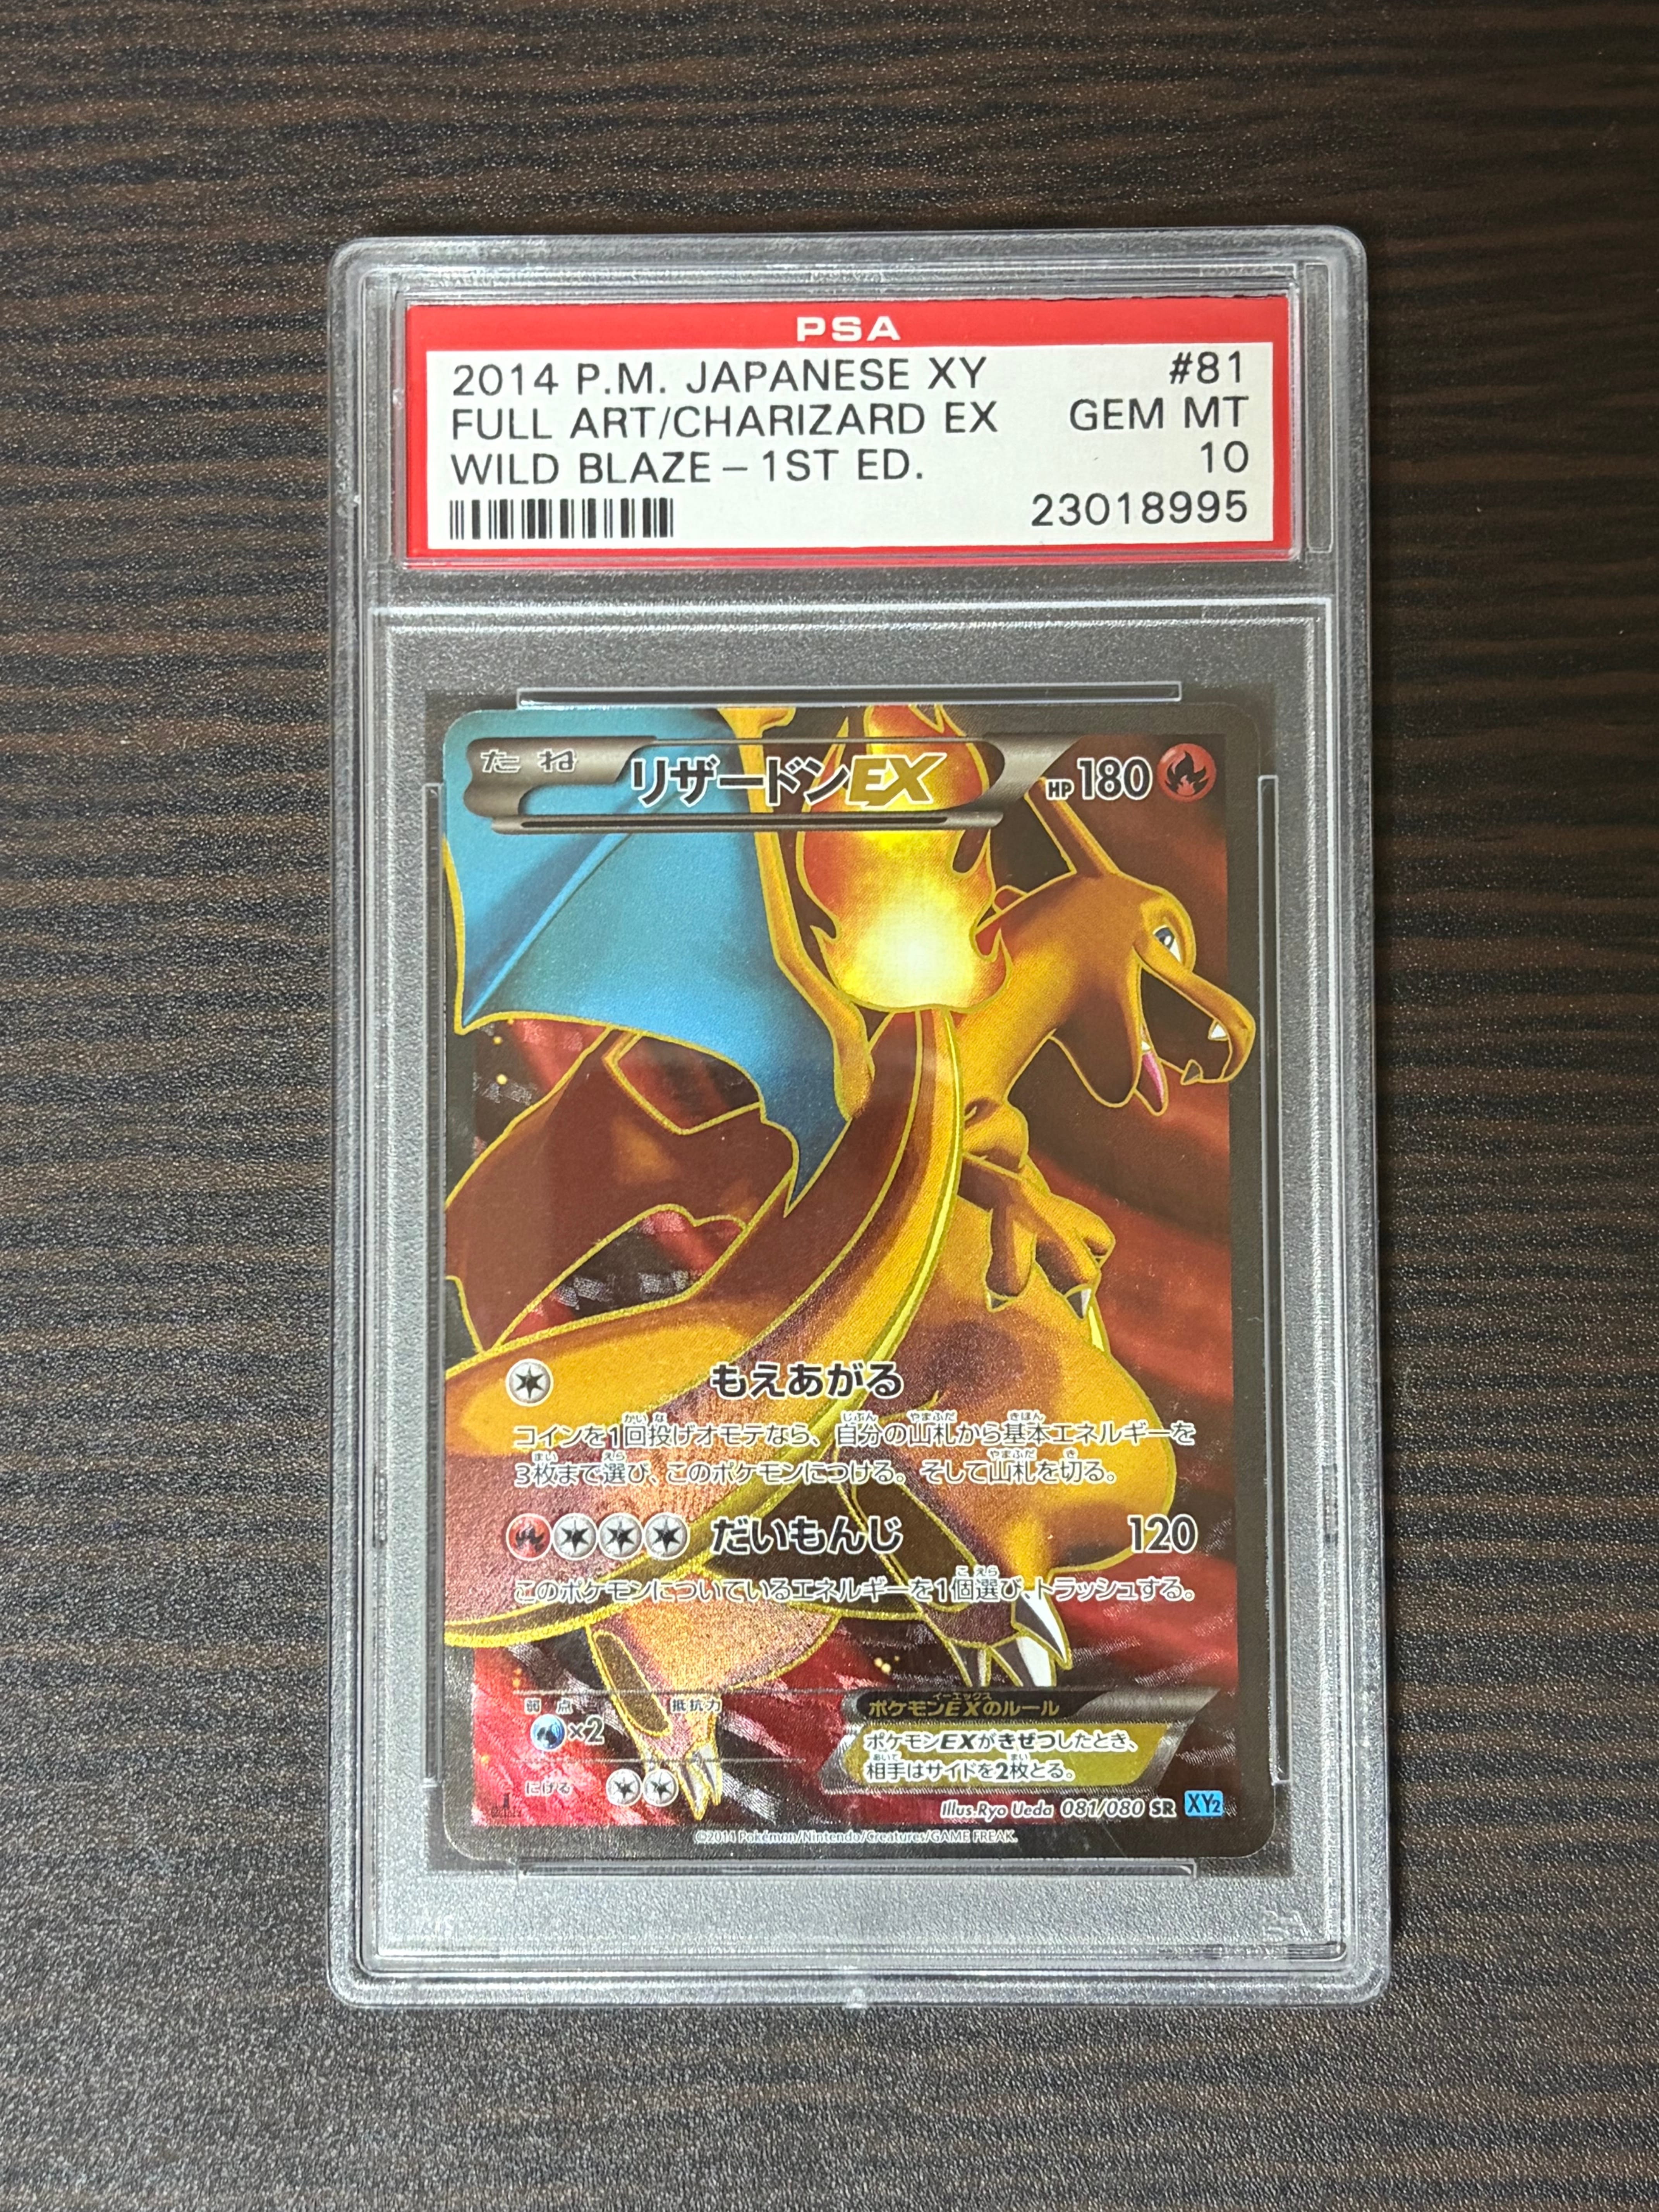 PSA
2014 P.M. JAPANESE XY #81
FULL ART/CHARIZARD EX GEM MT
WILD BLAZE – 1ST ED. 10
23018995
たね リザードンEX HP180
もえあがる
コインを1回投げオモテなら、自分の山札から基本エネルギーを
3枚まで選び、このポケモンにつける。そして山札を切る。
だいもんじ 120
このポケモンについているエネルギーを1個選び、トラッシュする。
弱点 抵抗力
×2
にげる
ポケモンEXのルール
ポケモンEXがきぜつしたとき、
相手はサイドを2枚とる。
Illus.Ryo Ueda 081/080 SR XY2
©2014 Pokémon/Nintendo/Creatures/GAME FREAK.